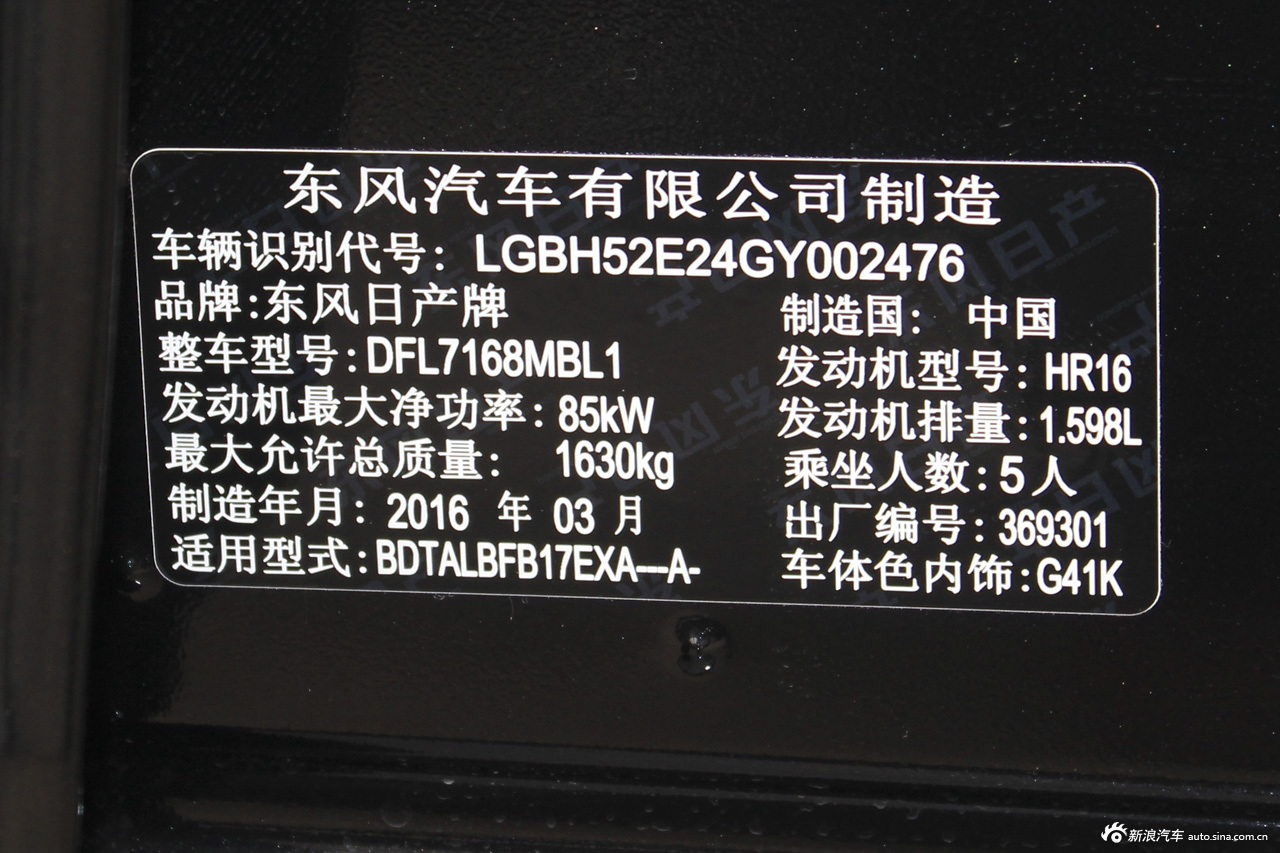 东风汽车有限公司制造
车辆识别代号: LGBH52E24GY002476
品牌:东风日产牌 制造国: 中国
整车型号:DFL7168MBL1 发动机型号:HR16
发动机最大净功率:85kW 发动机排量:1.598L
最大允许总质量: 1630kg 乘坐人数:5人
制造年月: 2016 年 03 月 出厂编号:369301
适用型式:BDTALBFB17EXA---A- 车体色内饰:G41K
新浪汽车 auto.sina.com.cn